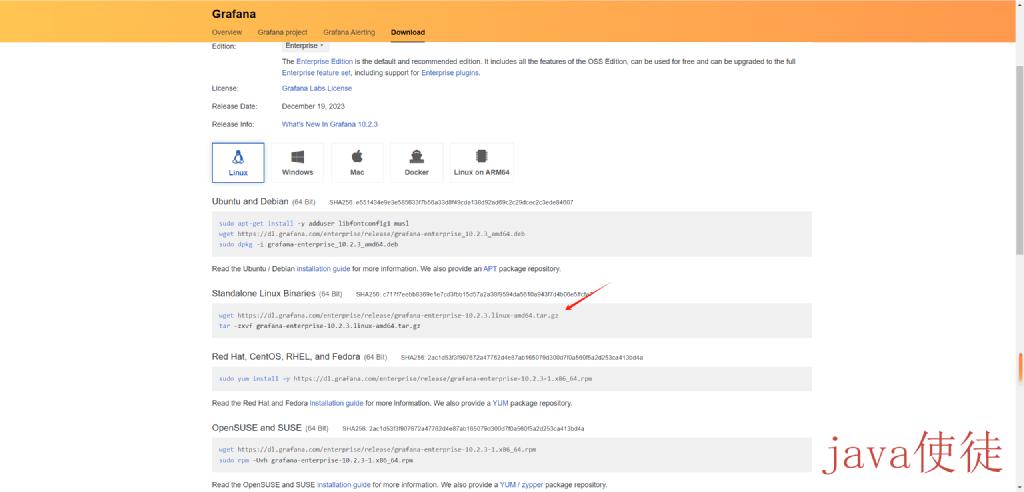 Grafana
Overview Grafana project Grafana Alerting Download
Edition: Enterprise
The Enterprise Edition is the default and recommended edition. It includes all the features of the OSS Edition, can be used for free and can be upgraded to the full
Enterprise feature set, including support for Enterprise plugins.
License: Grafana Labs License
Release Date: December 19, 2023
Release Info: What's New In Grafana 10.2.3
Linux Windows Mac Docker Linux on ARM64
Ubuntu and Debian (64 Bit) SHA256:
sudo apt-get install -y adduser libfontconfig1 musl
wget https://dl.grafana.com/enterprise/release/grafana-enterprise_10.2.3_amd64.deb
sudo dpkg -i grafana-enterprise_10.2.3_amd64.deb
Read the Ubuntu / Debian installation guide for more information. We also provide an APT package repository.
Standalone Linux Binaries (64 Bit) SHA256:
wget https://dl.grafana.com/enterprise/release/grafana-enterprise-10.2.3.linux-amd64.tar.gz
tar -zxvf grafana-enterprise-10.2.3.linux-amd64.tar.gz
Red Hat, CentOS, RHEL, and Fedora (64 Bit) SHA256:
sudo yum install -y https://dl.grafana.com/enterprise/release/grafana-enterprise-10.2.3-1.x86_64.rpm
Read the Red Hat and Fedora installation guide for more information. We also provide a YUM package repository.
OpenSUSE and SUSE (64 Bit) SHA256:
wget https://dl.grafana.com/enterprise/release/grafana-enterprise-10.2.3-1.x86_64.rpm
sudo rpm -Uvh grafana-enterprise-10.2.3-1.x86_64.rpm
Read the OpenSUSE and SUSE installation guide for more information. We also provide a YUM / zypper package repository.
java使徒